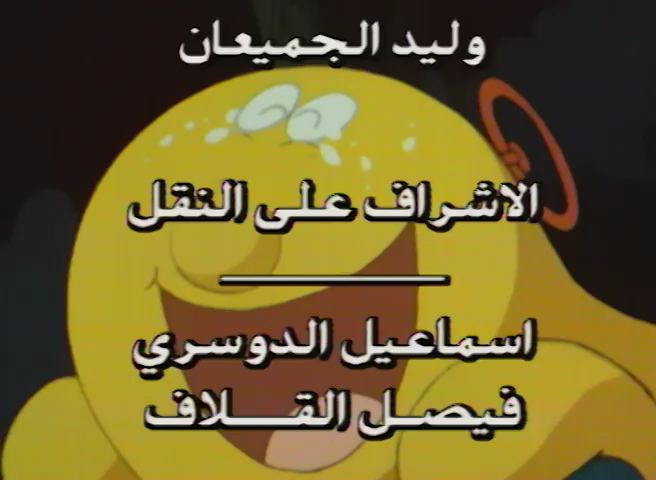 وليد الجميعان
الاشراف على النقل
اسماعيل الدوسري
فيصل القلاف